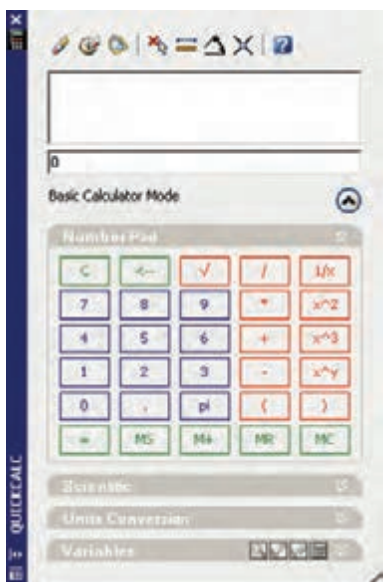 0
Basic Calculator Mode
Number Pad
C <-- √ / 1/x
7 8 9 * x^2
4 5 6 + x^3
1 2 3 - x^y
0 . pi ( )
= MS M+ MR MC
Scientific
Units Conversion
Variables
QUICKCALC